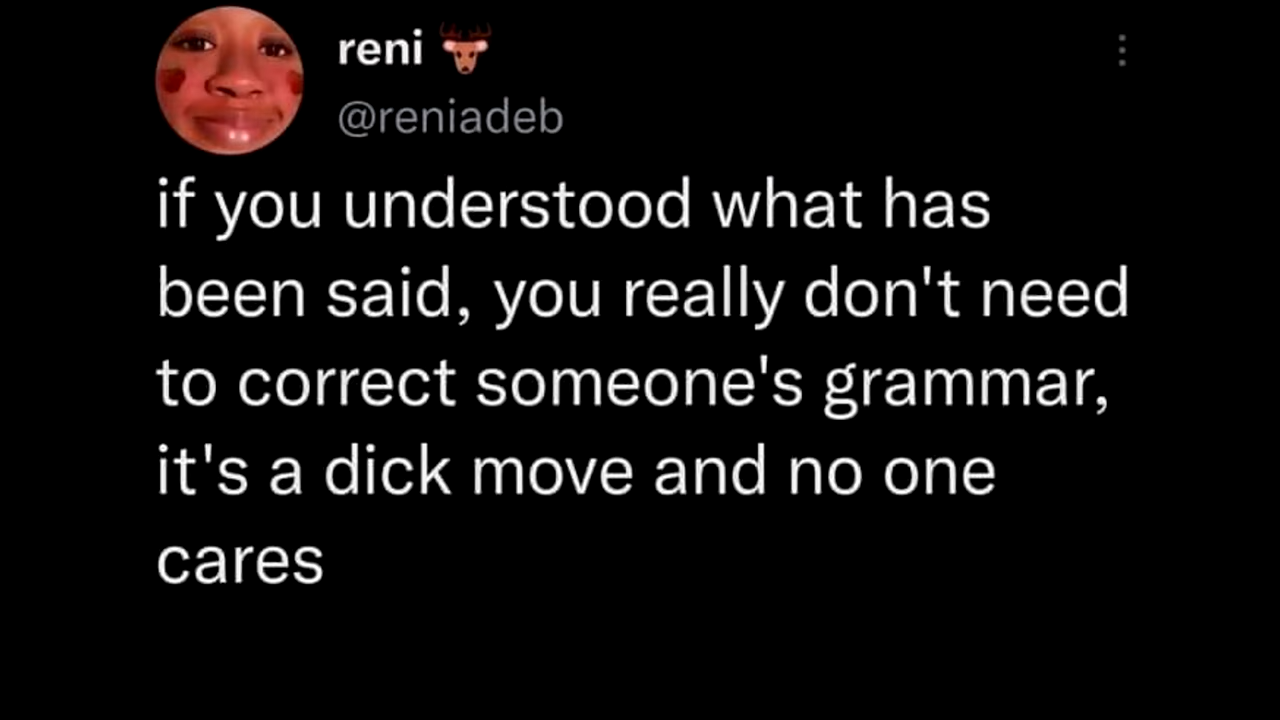 reni 🦌
@reniadeb
if you understood what has
been said, you really don't need
to correct someone's grammar,
it's a dick move and no one
cares